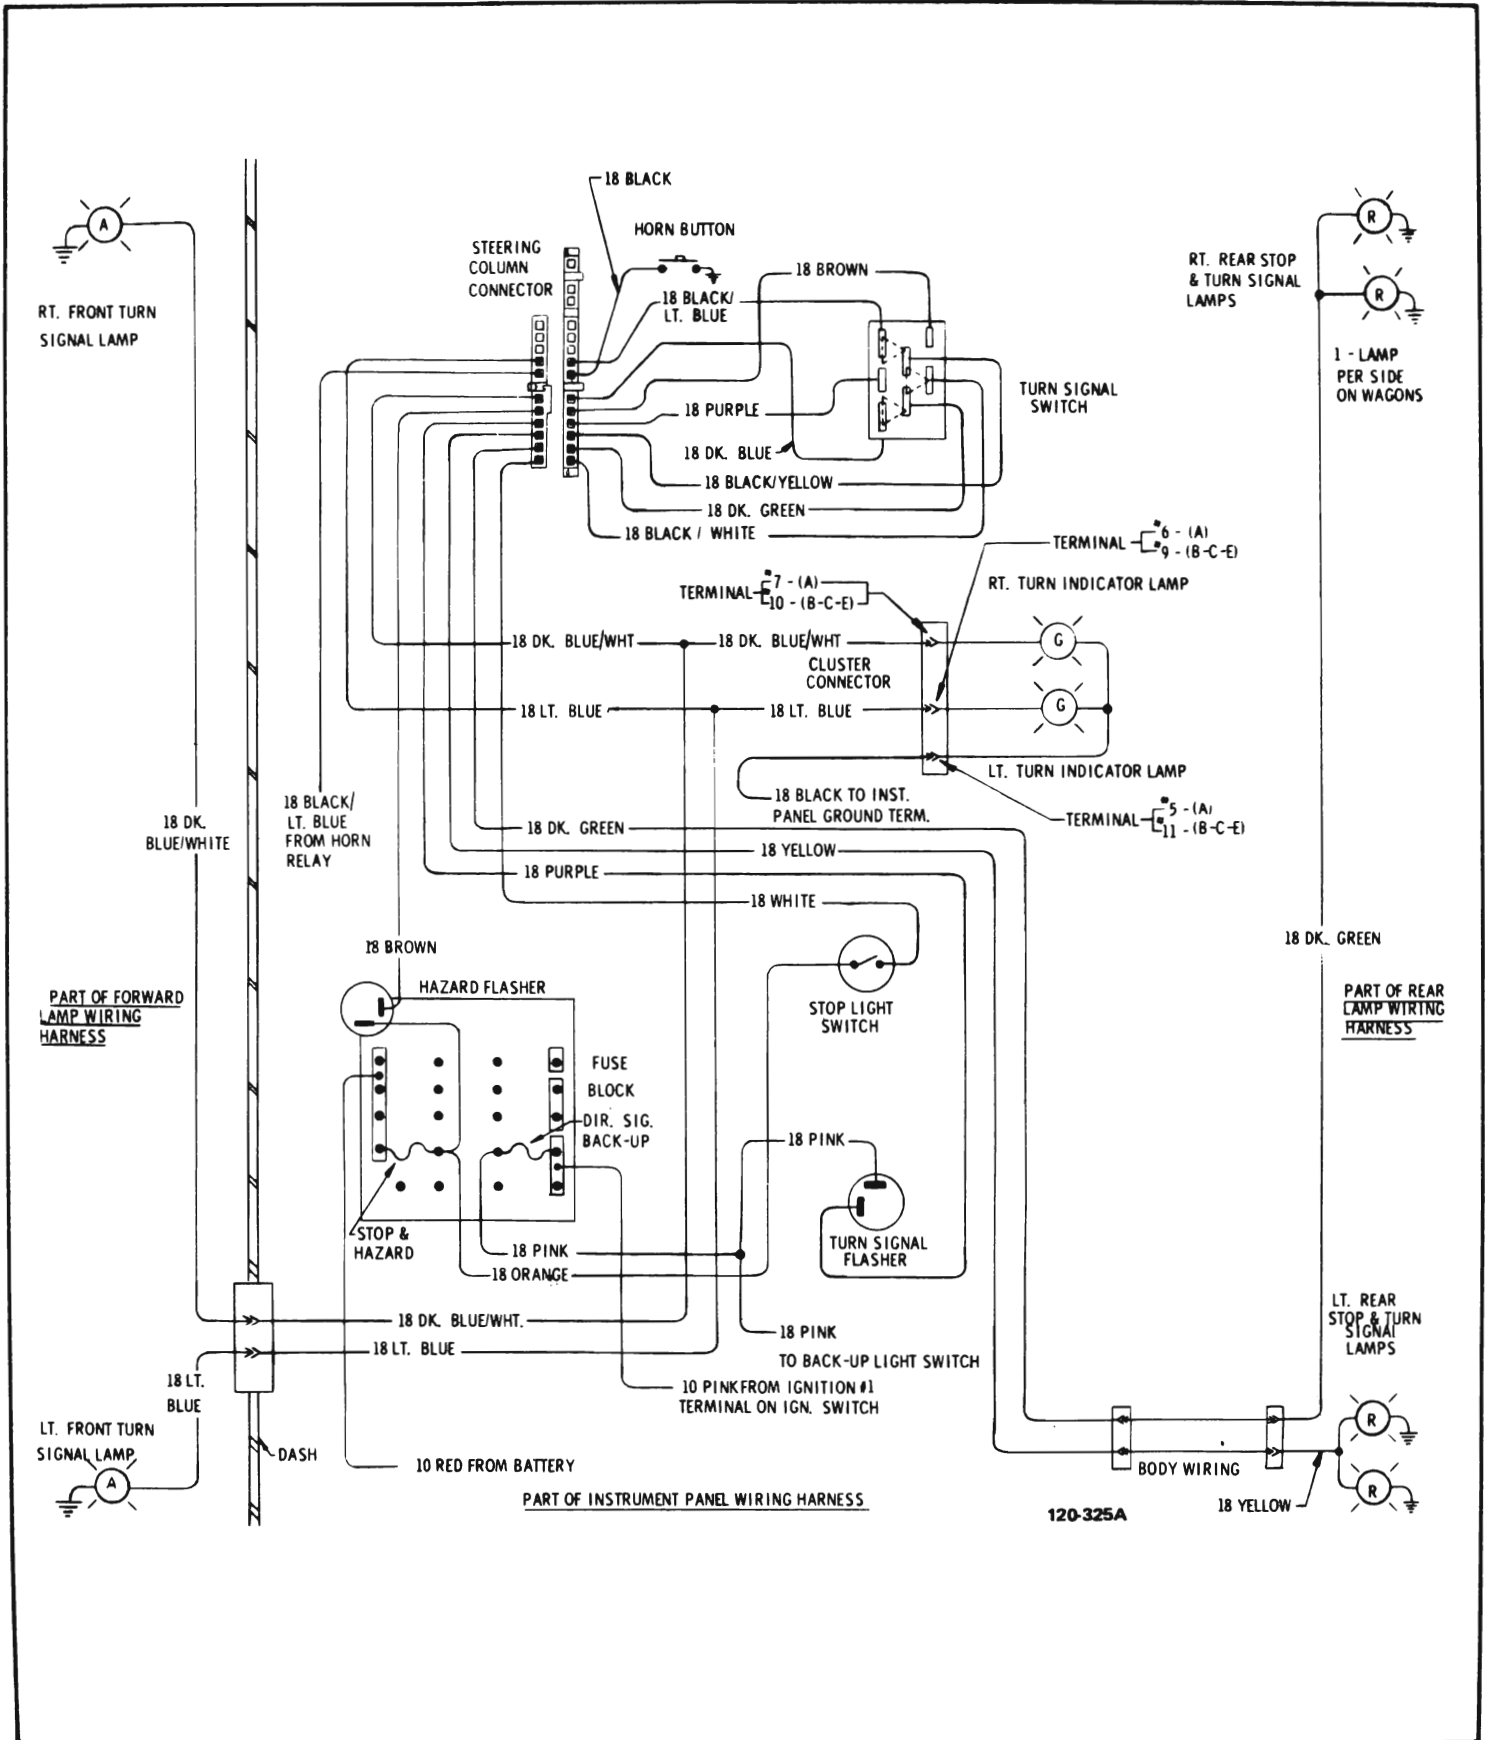 18 BLACK
HORN BUTTON
STEERING
COLUMN
CONNECTOR
18 BROWN
18 BLACK/
LT. BLUE
A
RT. FRONT TURN
SIGNAL LAMP
R
RT. REAR STOP
& TURN SIGNAL
LAMPS
R
1 - LAMP
PER SIDE
ON WAGONS
TURN SIGNAL
SWITCH
18 PURPLE
18 DK. BLUE
18 BLACK/YELLOW
18 DK. GREEN
18 BLACK / WHITE
TERMINAL
#6 - (A)
#9 - (B-C-E)
TERMINAL
#7 - (A)
#10 - (B-C-E)
RT. TURN INDICATOR LAMP
18 DK. BLUE/WHT
18 DK. BLUE/WHT
G
CLUSTER
CONNECTOR
18 LT. BLUE
18 LT. BLUE
G
LT. TURN INDICATOR LAMP
18 BLACK TO INST.
PANEL GROUND TERM.
TERMINAL
#5 - (A)
#11 - (B-C-E)
18 DK.
BLUE/WHITE
18 BLACK/
LT. BLUE
FROM HORN
RELAY
18 DK. GREEN
18 YELLOW
18 PURPLE
18 WHITE
18 BROWN
18 DK. GREEN
HAZARD FLASHER
STOP LIGHT
SWITCH
PART OF FORWARD
LAMP WIRING
HARNESS
PART OF REAR
LAMP WIRING
HARNESS
FUSE
BLOCK
DIR. SIG.
BACK-UP
18 PINK
STOP &
HAZARD
18 PINK
18 ORANGE
TURN SIGNAL
FLASHER
18 DK. BLUE/WHT.
18 LT. BLUE
18 PINK
TO BACK-UP LIGHT SWITCH
10 PINK FROM IGNITION #1
TERMINAL ON IGN. SWITCH
LT. REAR
STOP & TURN
SIGNAL
LAMPS
18 LT.
BLUE
LT. FRONT TURN
SIGNAL LAMP
A
DASH
10 RED FROM BATTERY
PART OF INSTRUMENT PANEL WIRING HARNESS
R
BODY WIRING
R
18 YELLOW
120-325A